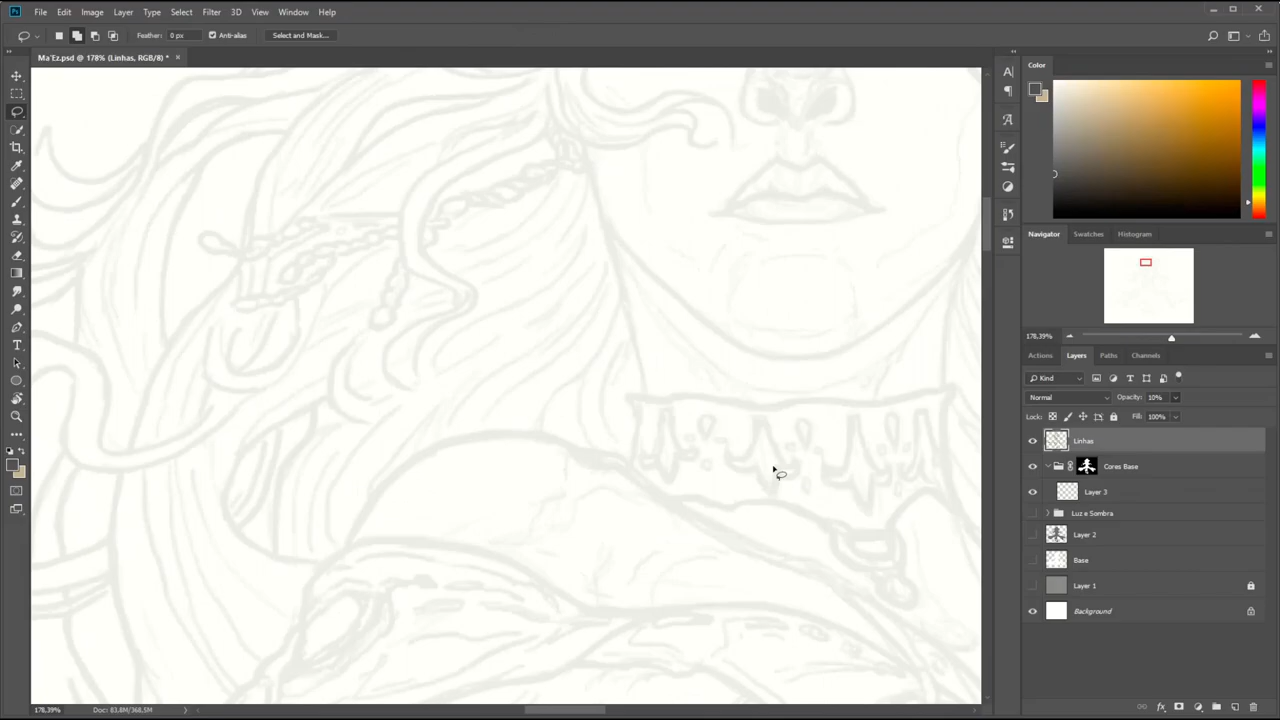 Ps File Edit Image Layer Type Select Filter 3D View Window Help
Feather: 0 px Anti-alias Select and Mask...
Ma'Ez.psd @ 178% (Linhas, RGB/8) * ×
Color
Navigator Swatches Histogram
178,39%
Actions Layers Paths Channels
Kind
Normal Opacity: 10%
Lock: Fill: 100%
Linhas
Cores Base
Layer 3
Luz e Sombra
Layer 2
Base
Layer 1
Background
178,39% Doc: 83,8M/368,5M